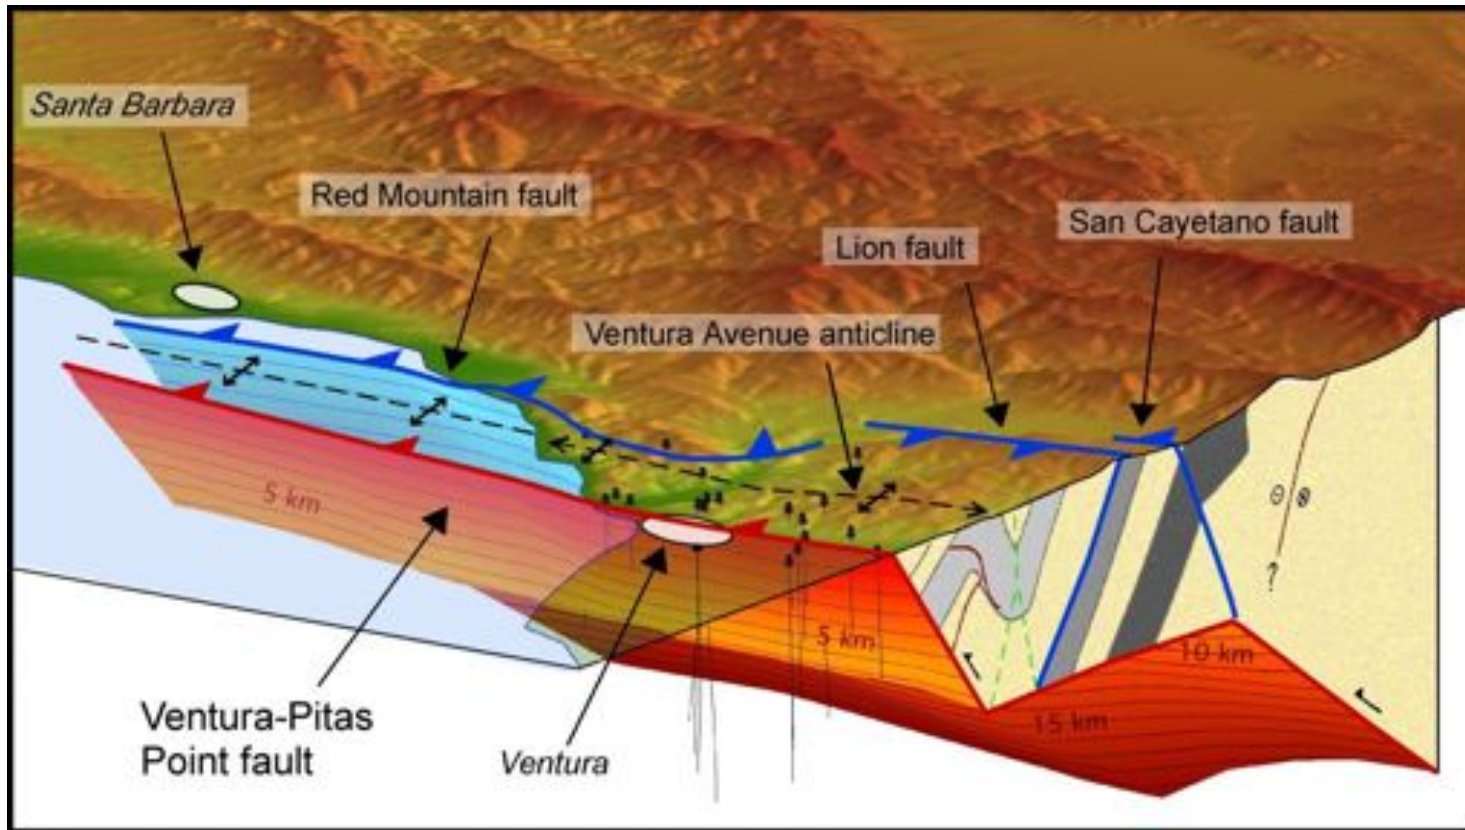 Santa Barbara
Red Mountain fault
San Cayetano fault
Lion fault
Ventura Avenue anticline
5 km
?
5 km
10 km
15 km
Ventura-Pitas
Point fault
Ventura